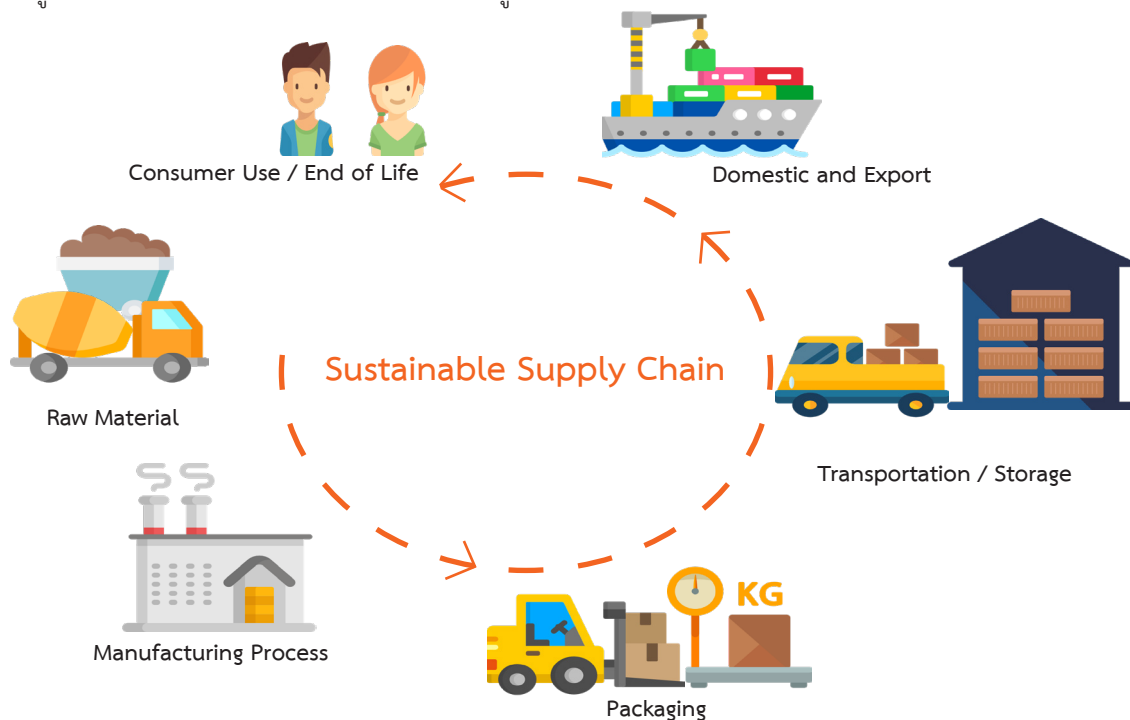 Consumer Use / End of Life
Domestic and Export
Raw Material
Sustainable Supply Chain
Transportation / Storage
Manufacturing Process
KG
Packaging